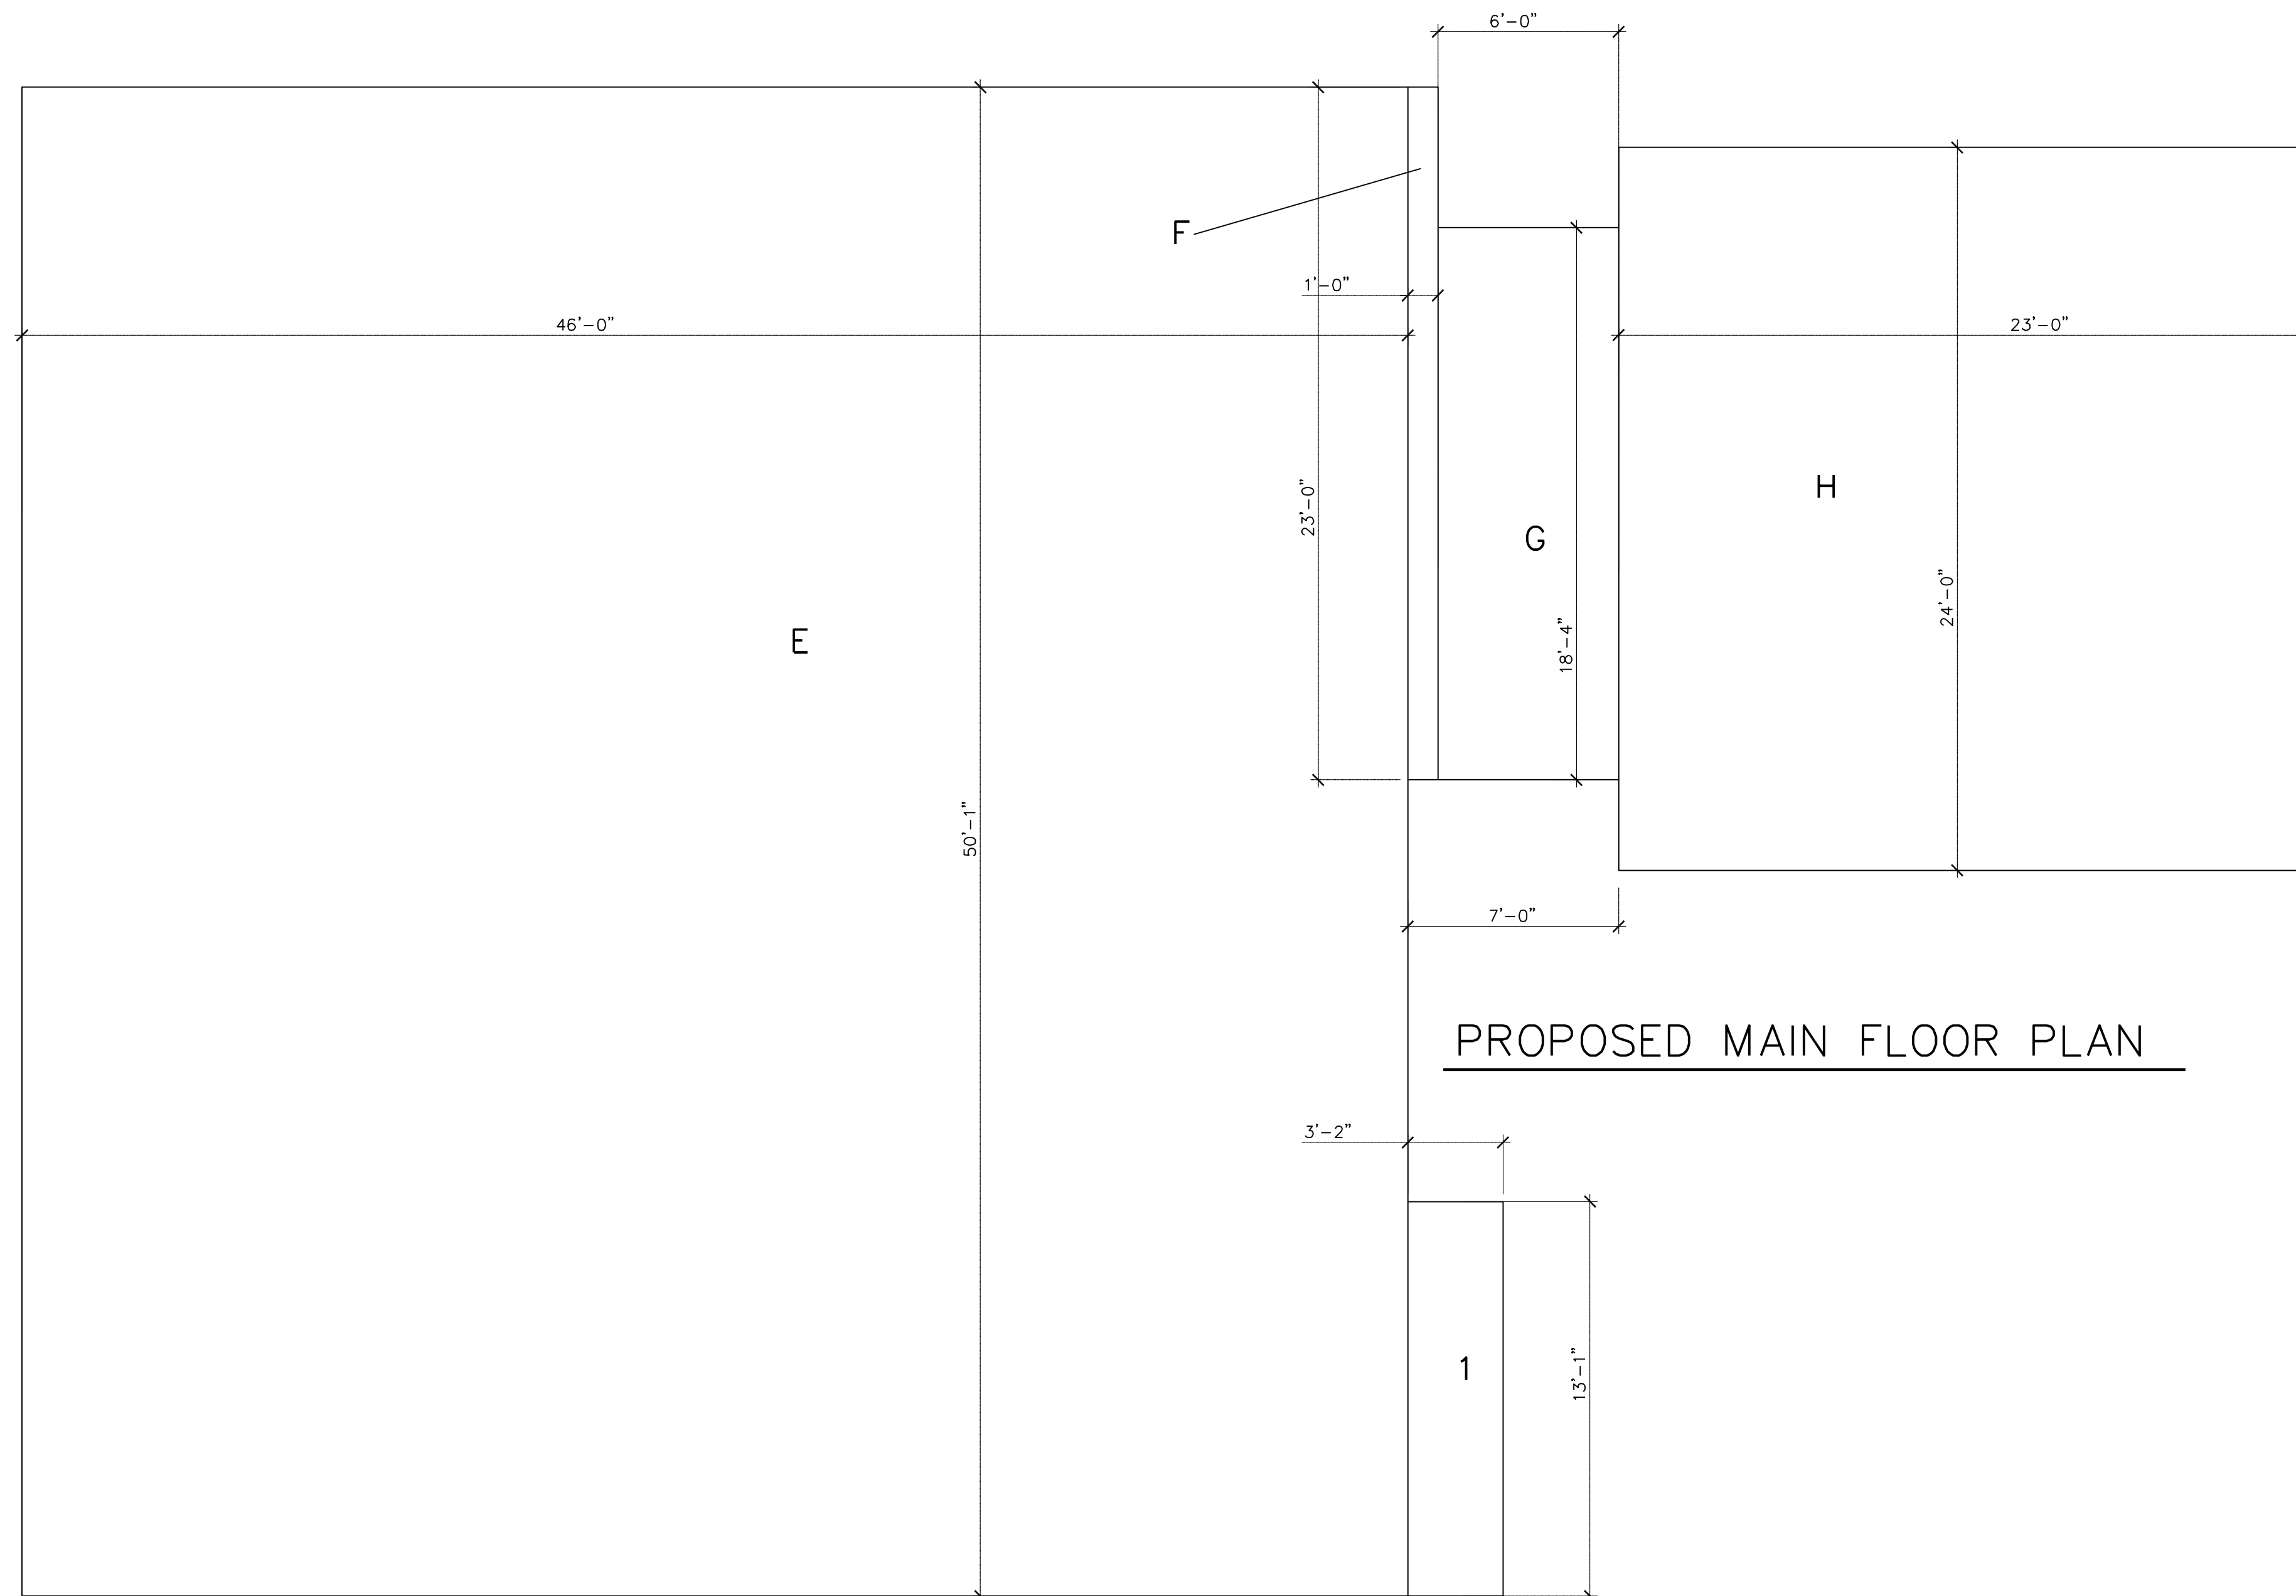 6'-0"
F
1'-0"
46'-0"
23'-0"
23'-0"
H
G
24'-0"
18'-4"
E
50'-1"
7'-0"
PROPOSED MAIN FLOOR PLAN
3'-2"
1
13'-1"